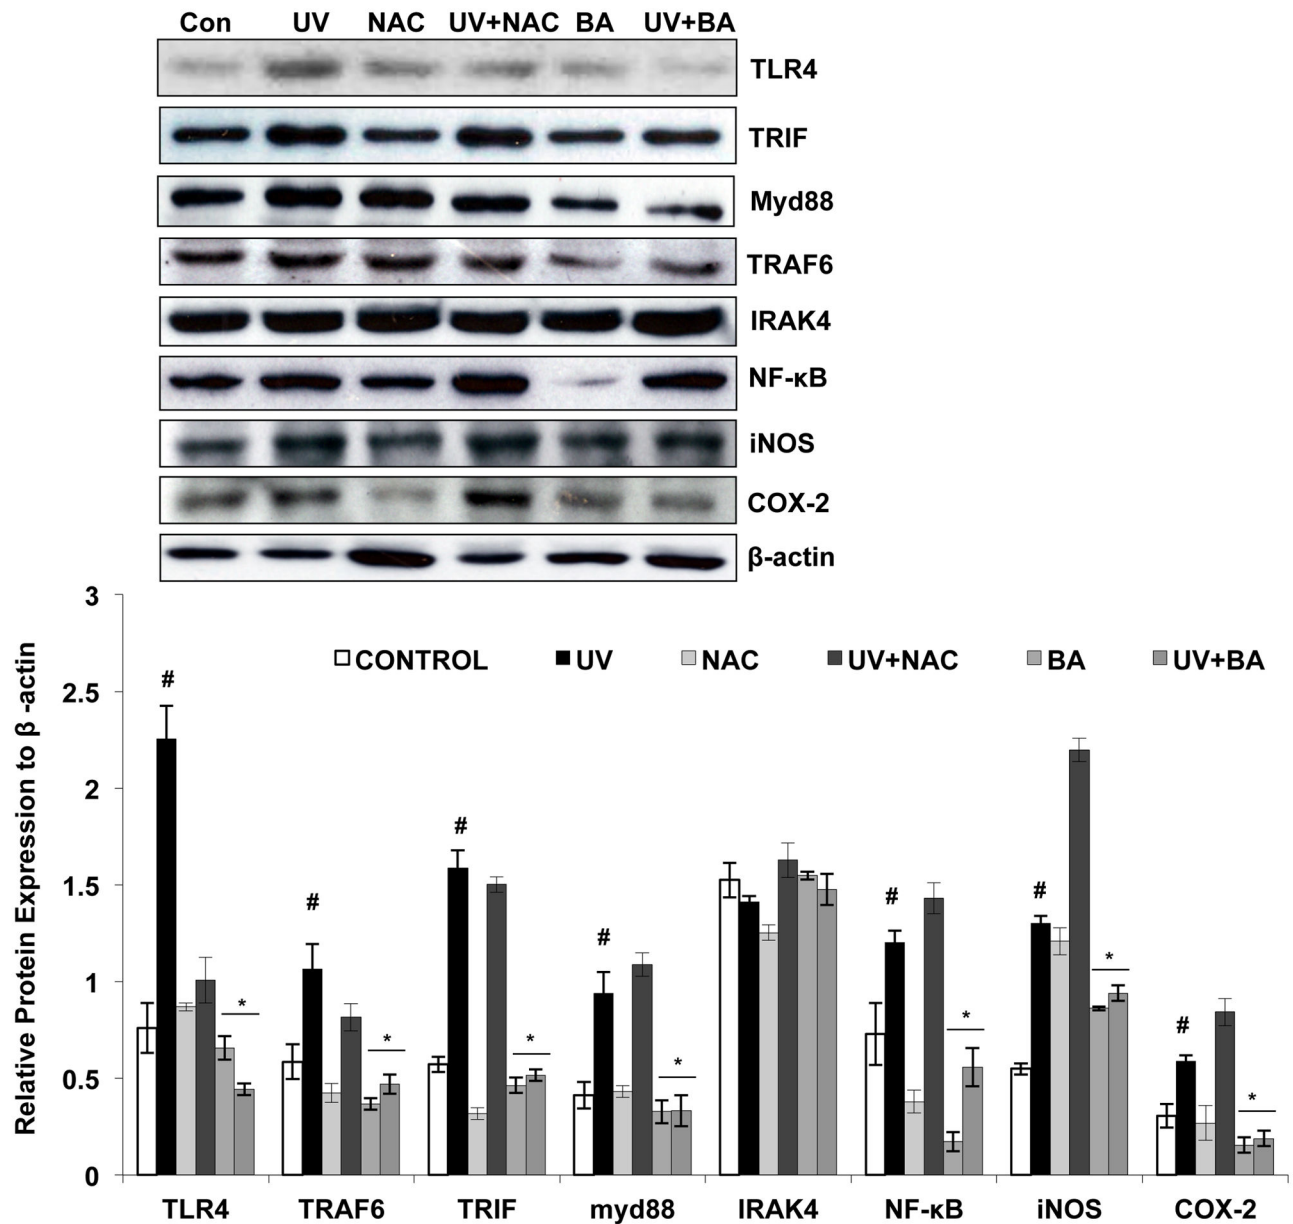 Con UV NAC UV+NAC BA UV+BA
TLR4
TRIF
Myd88
TRAF6
IRAK4
NF-κB
iNOS
COX-2
β-actin
Relative Protein Expression to β -actin
3
2.5
2
1.5
1
0.5
0
CONTROL UV NAC UV+NAC BA UV+BA
#
#
#
#
#
#
#
*
*
*
*
*
*
*
TLR4 TRAF6 TRIF myd88 IRAK4 NF-κB iNOS COX-2